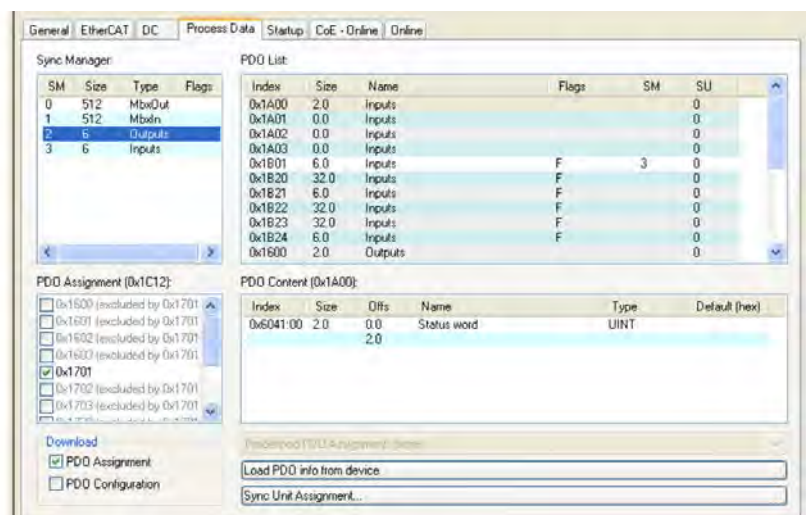 General EtherCAT DC Process Data Startup CoE - Online Online
Sync Manager:
SM Size Type Flags
0 512 MbxOut
1 512 MbxIn
2 6 Outputs
3 6 Inputs
PDO List:
Index Size Name Flags SM SU
0x1A00 2.0 Inputs 0
0x1A01 0.0 Inputs 0
0x1A02 0.0 Inputs 0
0x1A03 0.0 Inputs 0
0x1B01 6.0 Inputs F 3 0
0x1B20 32.0 Inputs F 0
0x1B21 6.0 Inputs F 0
0x1B22 32.0 Inputs F 0
0x1B23 32.0 Inputs F 0
0x1B24 6.0 Inputs F 0
0x1600 2.0 Outputs 0
PDO Assignment (0x1C12):
0x1600 (excluded by 0x1701
0x1601 (excluded by 0x1701
0x1602 (excluded by 0x1701
0x1603 (excluded by 0x1701
0x1701
0x1702 (excluded by 0x1701
0x1703 (excluded by 0x1701
PDO Content (0x1A00):
Index Size Offs Name Type Default (hex)
0x6041:00 2.0 0.0 Status word UINT
2.0
Download
PDO Assignment
PDO Configuration
Predefined PDO Assignment: (none)
Load PDO info from device
Sync Unit Assignment...